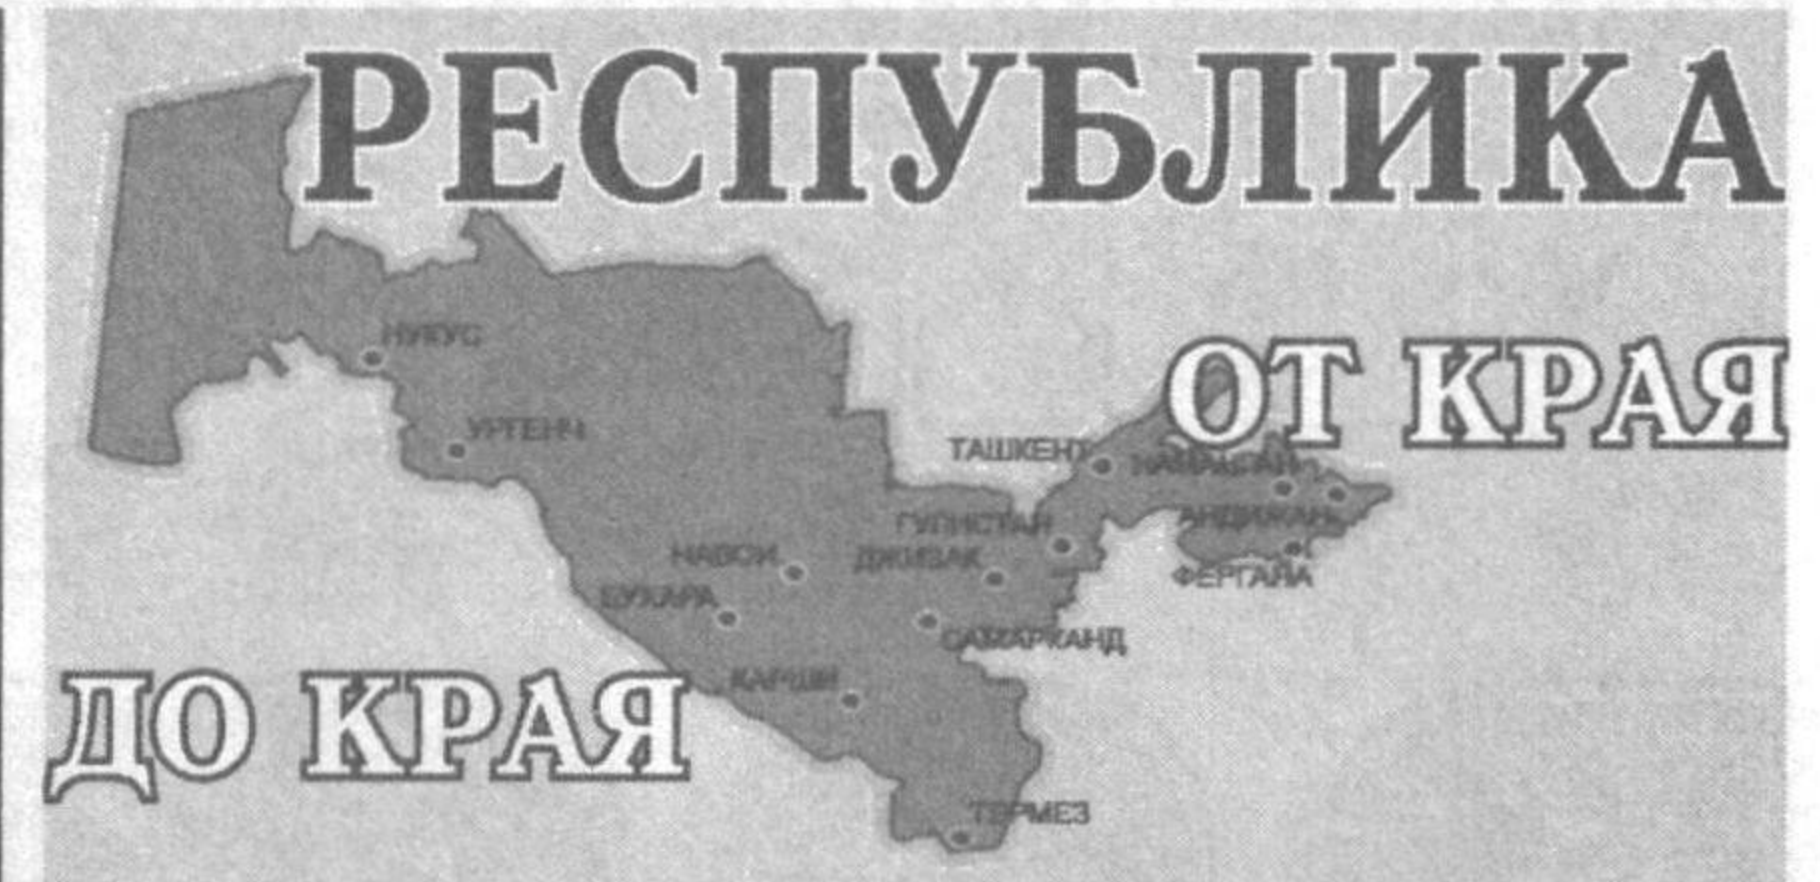 РЕСПУБЛИКА
ОТ КРАЯ
ДО КРАЯ
НУКУС
УРГЕНЧ
ТАШКЕНТ
НАМАНГАН
ГУЛИСТАН
АНДИЖАН
НАВОИ
ДЖИЗАК
ФЕРГАНА
БУХАРА
САМАРКАНД
КАРШИ
ТЕРМЕЗ